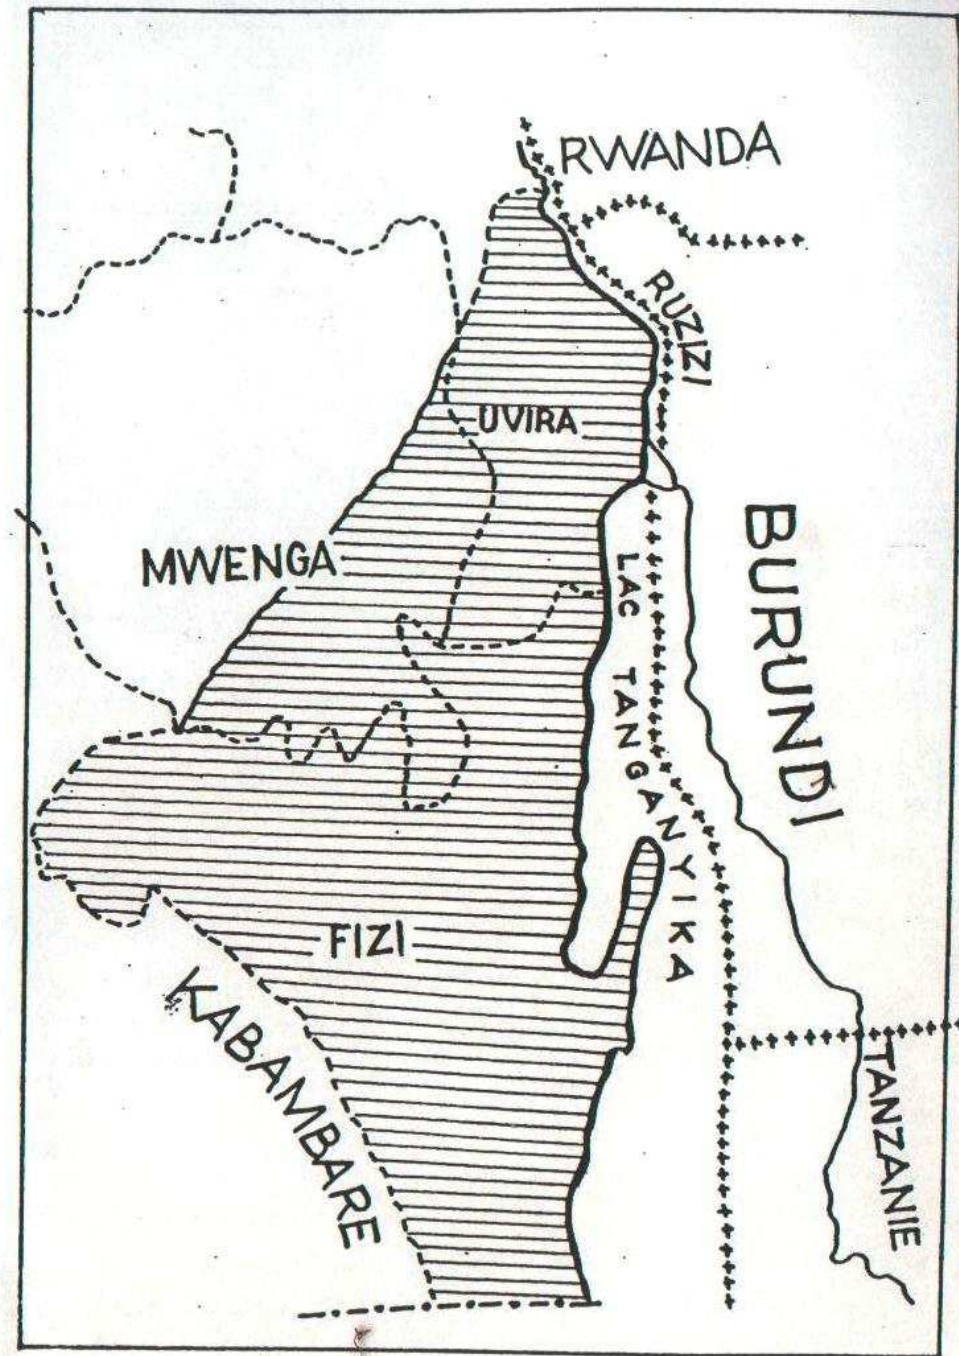 RWANDA
RUZIZI
UVIRA
BURUNDI
MWENGA
LAC TANGANYIKA
FIZI
KABAMBARE
TANZANIE